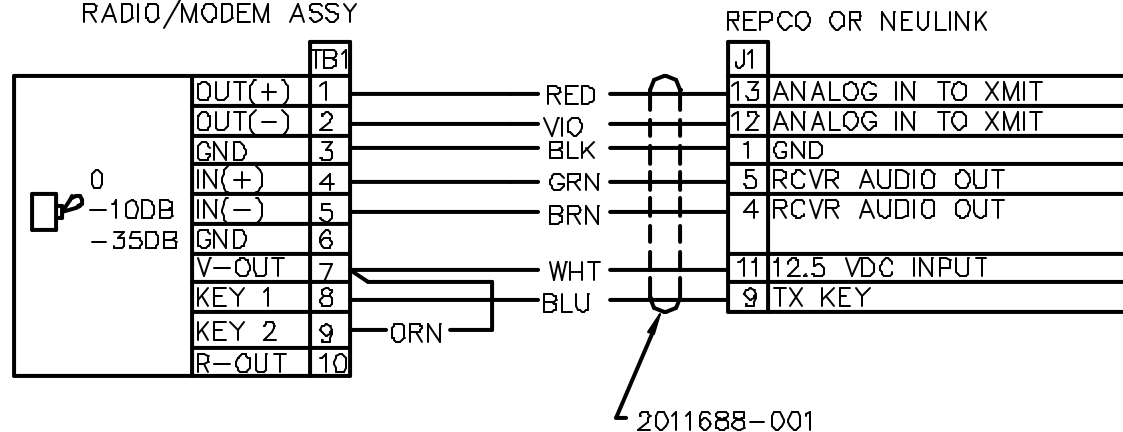 RADIO/MODEM ASSY
REPCO OR NEULINK
TB1
J1
OUT(+) 1 RED 13 ANALOG IN TO XMIT
OUT(-) 2 VIO 12 ANALOG IN TO XMIT
GND 3 BLK 1 GND
0
IN(+) 4 GRN 5 RCVR AUDIO OUT
-10DB
IN(-) 5 BRN 4 RCVR AUDIO OUT
-35DB
GND 6
V-OUT 7 WHT 11 12.5 VDC INPUT
KEY 1 8 BLU 9 TX KEY
KEY 2 9 ORN
R-OUT 10
2011688-001